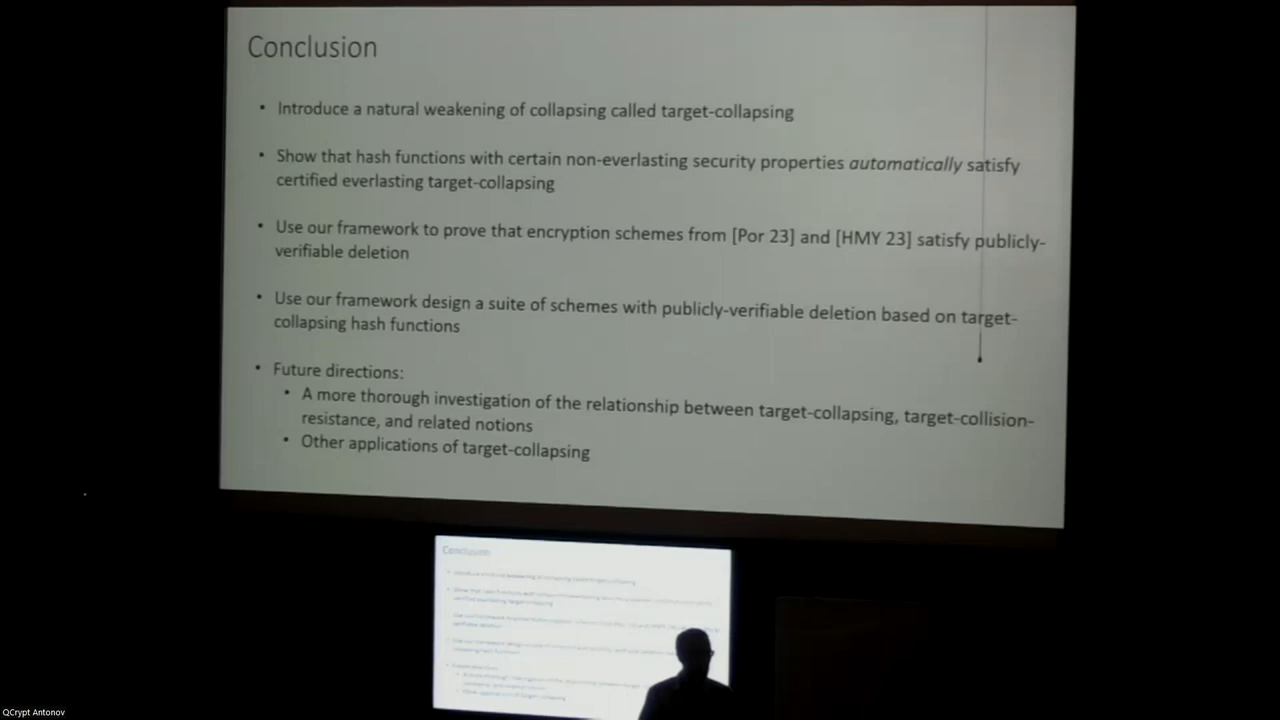 Conclusion
• Introduce a natural weakening of collapsing called target-collapsing
• Show that hash functions with certain non-everlasting security properties automatically satisfy
certified everlasting target-collapsing
• Use our framework to prove that encryption schemes from [Por 23] and [HMY 23] satisfy publicly-
verifiable deletion
• Use our framework design a suite of schemes with publicly-verifiable deletion based on target-
collapsing hash functions
• Future directions:
• A more thorough investigation of the relationship between target-collapsing, target-collision-
resistance, and related notions
• Other applications of target-collapsing
Conclusion
QCrypt Antonov